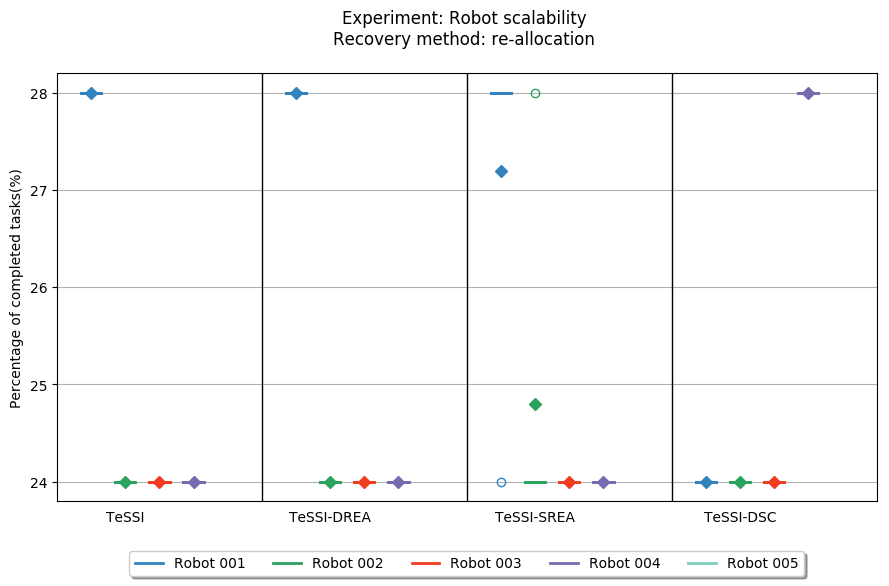 Experiment: Robot scalability
Recovery method: re-allocation
Percentage of completed tasks(%)
28
27
26
25
24
TeSSI
TeSSI-DREA
TeSSI-SREA
TeSSI-DSC
Robot 001
Robot 002
Robot 003
Robot 004
Robot 005